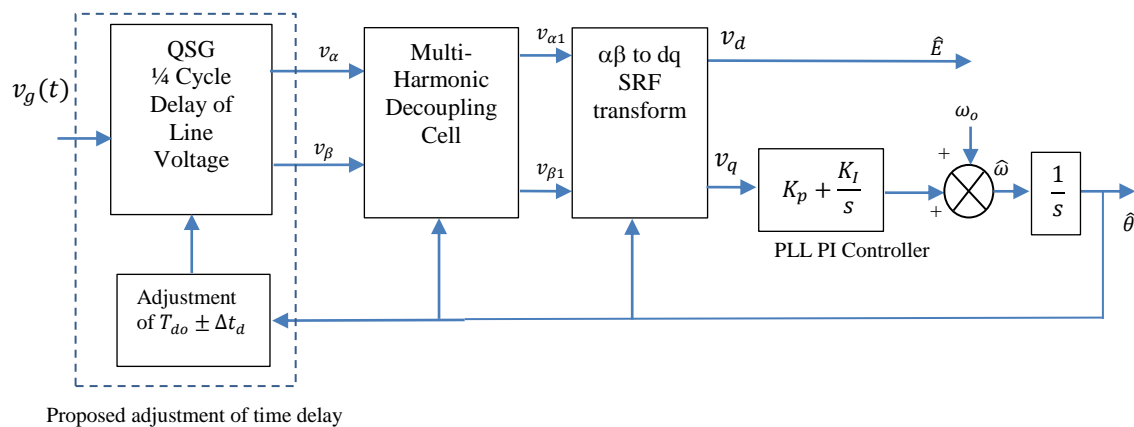 v_g(t)
QSG
¼ Cycle
Delay of
Line
Voltage
v_α
v_β
Multi-
Harmonic
Decoupling
Cell
v_α1
v_β1
αβ to dq
SRF
transform
v_d
Ê
v_q
K_p + K_I/s
PLL PI Controller
ω_o
+
+
ω̂
1/s
θ̂
Adjustment
of T_do ± Δt_d
Proposed adjustment of time delay